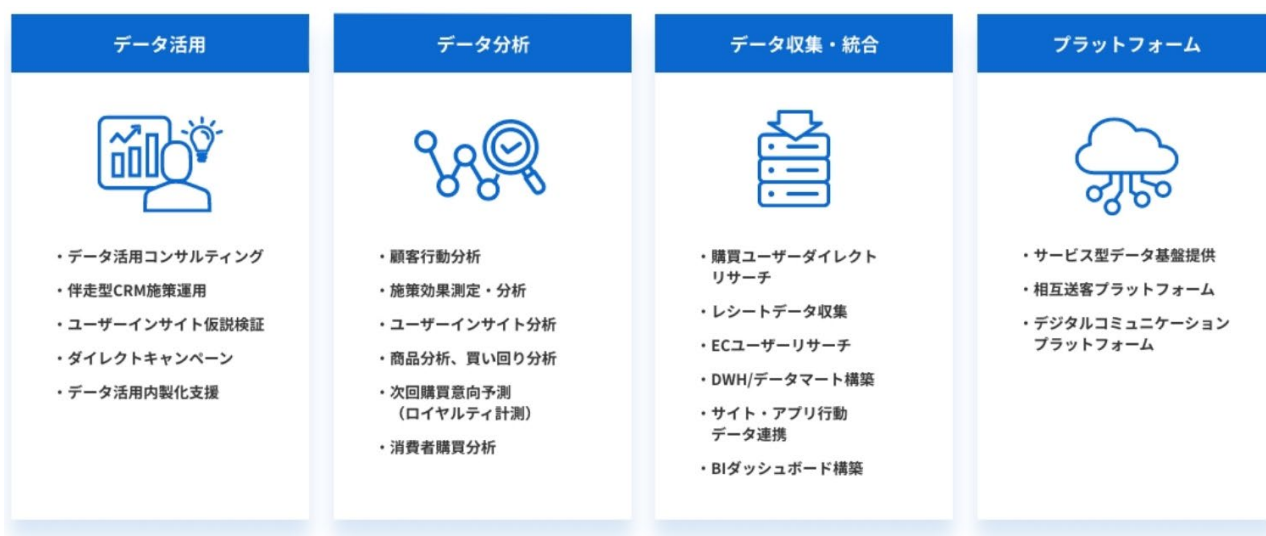 データ活用
・データ活用コンサルティング
・伴走型CRM施策運用
・ユーザーインサイト仮説検証
・ダイレクトキャンペーン
・データ活用内製化支援
データ分析
・顧客行動分析
・施策効果測定・分析
・ユーザーインサイト分析
・商品分析、買い回り分析
・次回購買意向予測
（ロイヤルティ計測）
・消費者購買分析
データ収集・統合
・購買ユーザーダイレクト
リサーチ
・レシートデータ収集
・ECユーザーリサーチ
・DWH/データマート構築
・サイト・アプリ行動
データ連携
・BIダッシュボード構築
プラットフォーム
・サービス型データ基盤提供
・相互送客プラットフォーム
・デジタルコミュニケーション
プラットフォーム